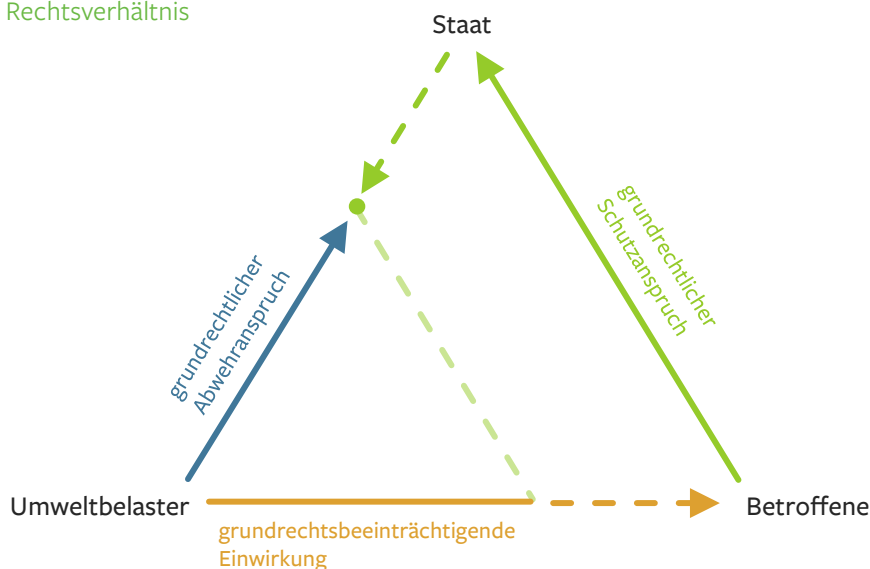 Rechtsverhältnis
Staat
grundrechtlicher
Abwehranspruch
grundrechtlicher
Schutzanspruch
Umweltbelaster
Betroffene
grundrechtsbeeinträchtigende
Einwirkung